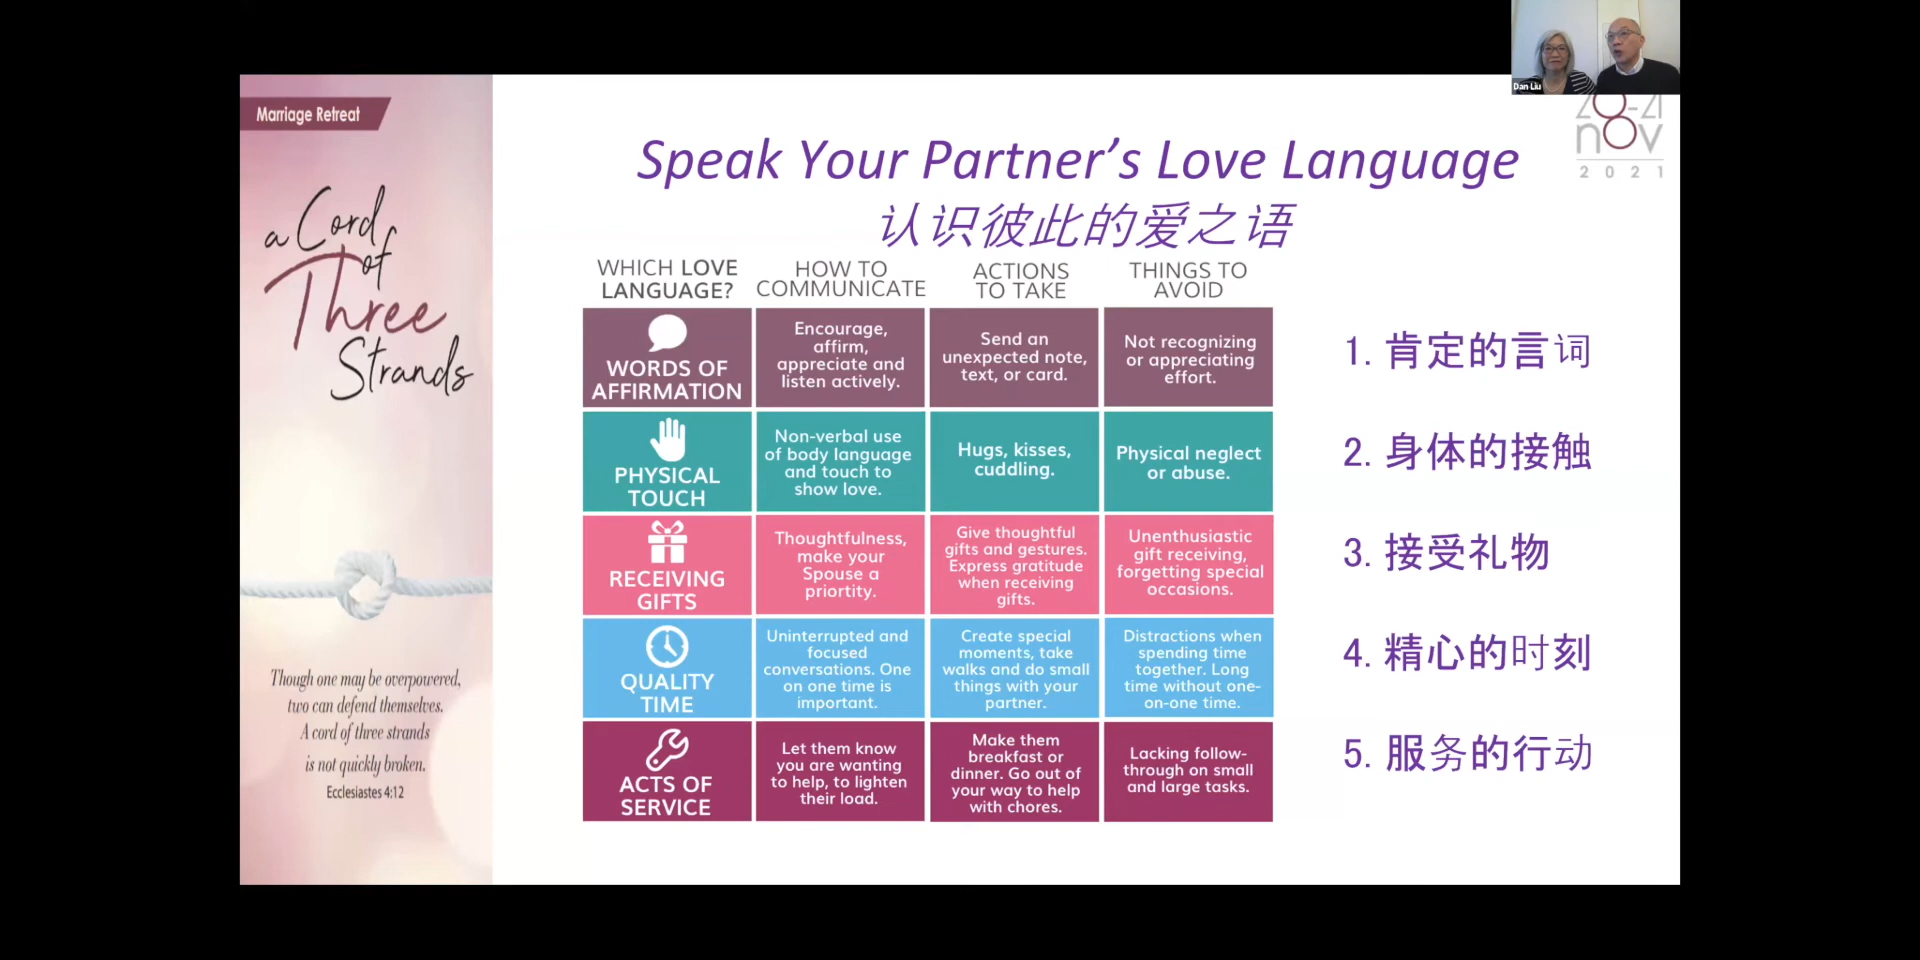 Dan Liu
Marriage Retreat
nov
2021
a Cord
of
Three
Strands
Though one may be overpowered,
two can defend themselves.
A cord of three strands
is not quickly broken.
Ecclesiastes 4:12
Speak Your Partner’s Love Language
认识彼此的爱之语
WHICH LOVE
LANGUAGE?
HOW TO
COMMUNICATE
ACTIONS
TO TAKE
THINGS TO
AVOID
WORDS OF
AFFIRMATION
Encourage,
affirm,
appreciate and
listen actively.
Send an
unexpected note,
text, or card.
Not recognizing
or appreciating
effort.
PHYSICAL
TOUCH
Non-verbal use
of body language
and touch to
show love.
Hugs, kisses,
cuddling.
Physical neglect
or abuse.
RECEIVING
GIFTS
Thoughtfulness,
make your
Spouse a
priortity.
Give thoughtful
gifts and gestures.
Express gratitude
when receiving
gifts.
Unenthusiastic
gift receiving,
forgetting special
occasions.
QUALITY
TIME
Uninterrupted and
focused
conversations. One
on one time is
important.
Create special
moments, take
walks and do small
things with your
partner.
Distractions when
spending time
together. Long
time without one-
on-one time.
ACTS OF
SERVICE
Let them know
you are wanting
to help, to lighten
their load.
Make them
breakfast or
dinner. Go out of
your way to help
with chores.
Lacking follow-
through on small
and large tasks.
1. 肯定的言词
2. 身体的接触
3. 接受礼物
4. 精心的时刻
5. 服务的行动